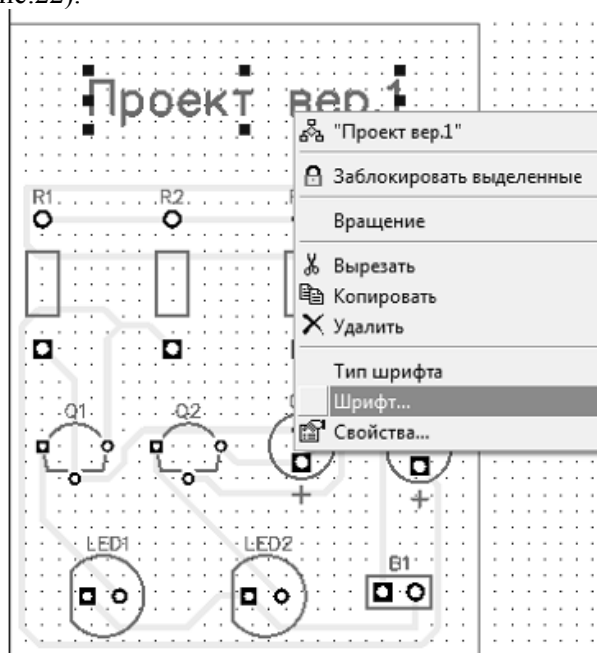 ис.22).
Проект вер.1
"Проект вер.1"
Заблокировать выделенные
R1 R2
Вращение
Вырезать
Копировать
Удалить
Тип шрифта
Шрифт...
Q1 Q2
Свойства...
+ +
LED1 LED2 B1